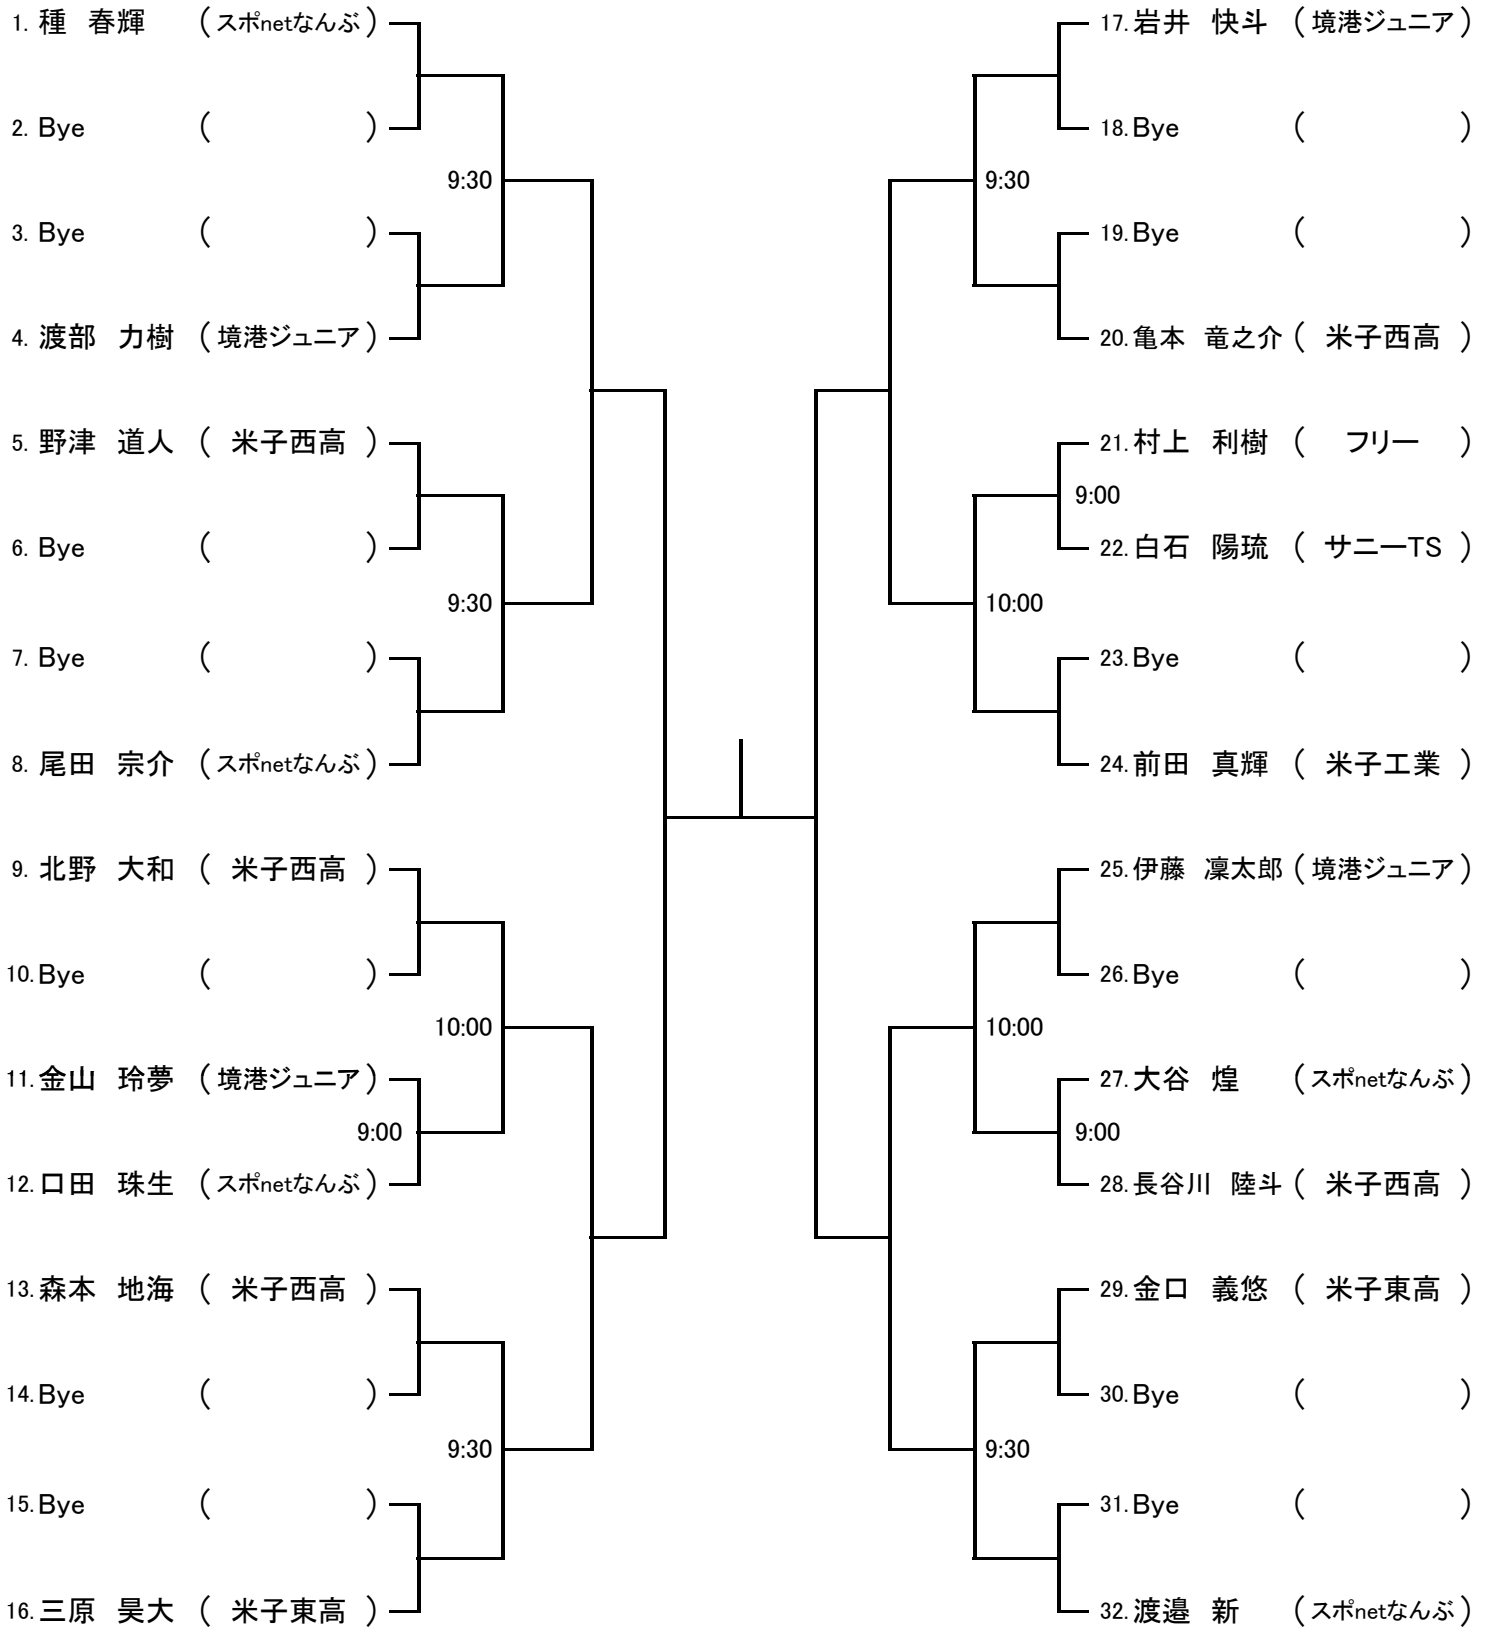 1. 種 春輝 (スポnetなんぶ)
2. Bye ( )
9:30
3. Bye ( )
4. 渡部 力樹 (境港ジュニア)
5. 野津 道人 ( 米子西高 )
6. Bye ( )
9:30
7. Bye ( )
8. 尾田 宗介 (スポnetなんぶ)
9. 北野 大和 ( 米子西高 )
10. Bye ( )
10:00
11. 金山 玲夢 (境港ジュニア)
9:00
12. 口田 珠生 (スポnetなんぶ)
13. 森本 地海 ( 米子西高 )
14. Bye ( )
9:30
15. Bye ( )
16. 三原 昊大 ( 米子東高 )
17. 岩井 快斗 (境港ジュニア)
18. Bye ( )
9:30
19. Bye ( )
20. 亀本 竜之介 ( 米子西高 )
21. 村上 利樹 ( フリー )
9:00
22. 白石 陽琉 ( サニーTS )
10:00
23. Bye ( )
24. 前田 真輝 ( 米子工業 )
25. 伊藤 凜太郎 (境港ジュニア)
26. Bye ( )
10:00
27. 大谷 煌 (スポnetなんぶ)
9:00
28. 長谷川 陸斗 ( 米子西高 )
29. 金口 義悠 ( 米子東高 )
30. Bye ( )
9:30
31. Bye ( )
32. 渡邉 新 (スポnetなんぶ)